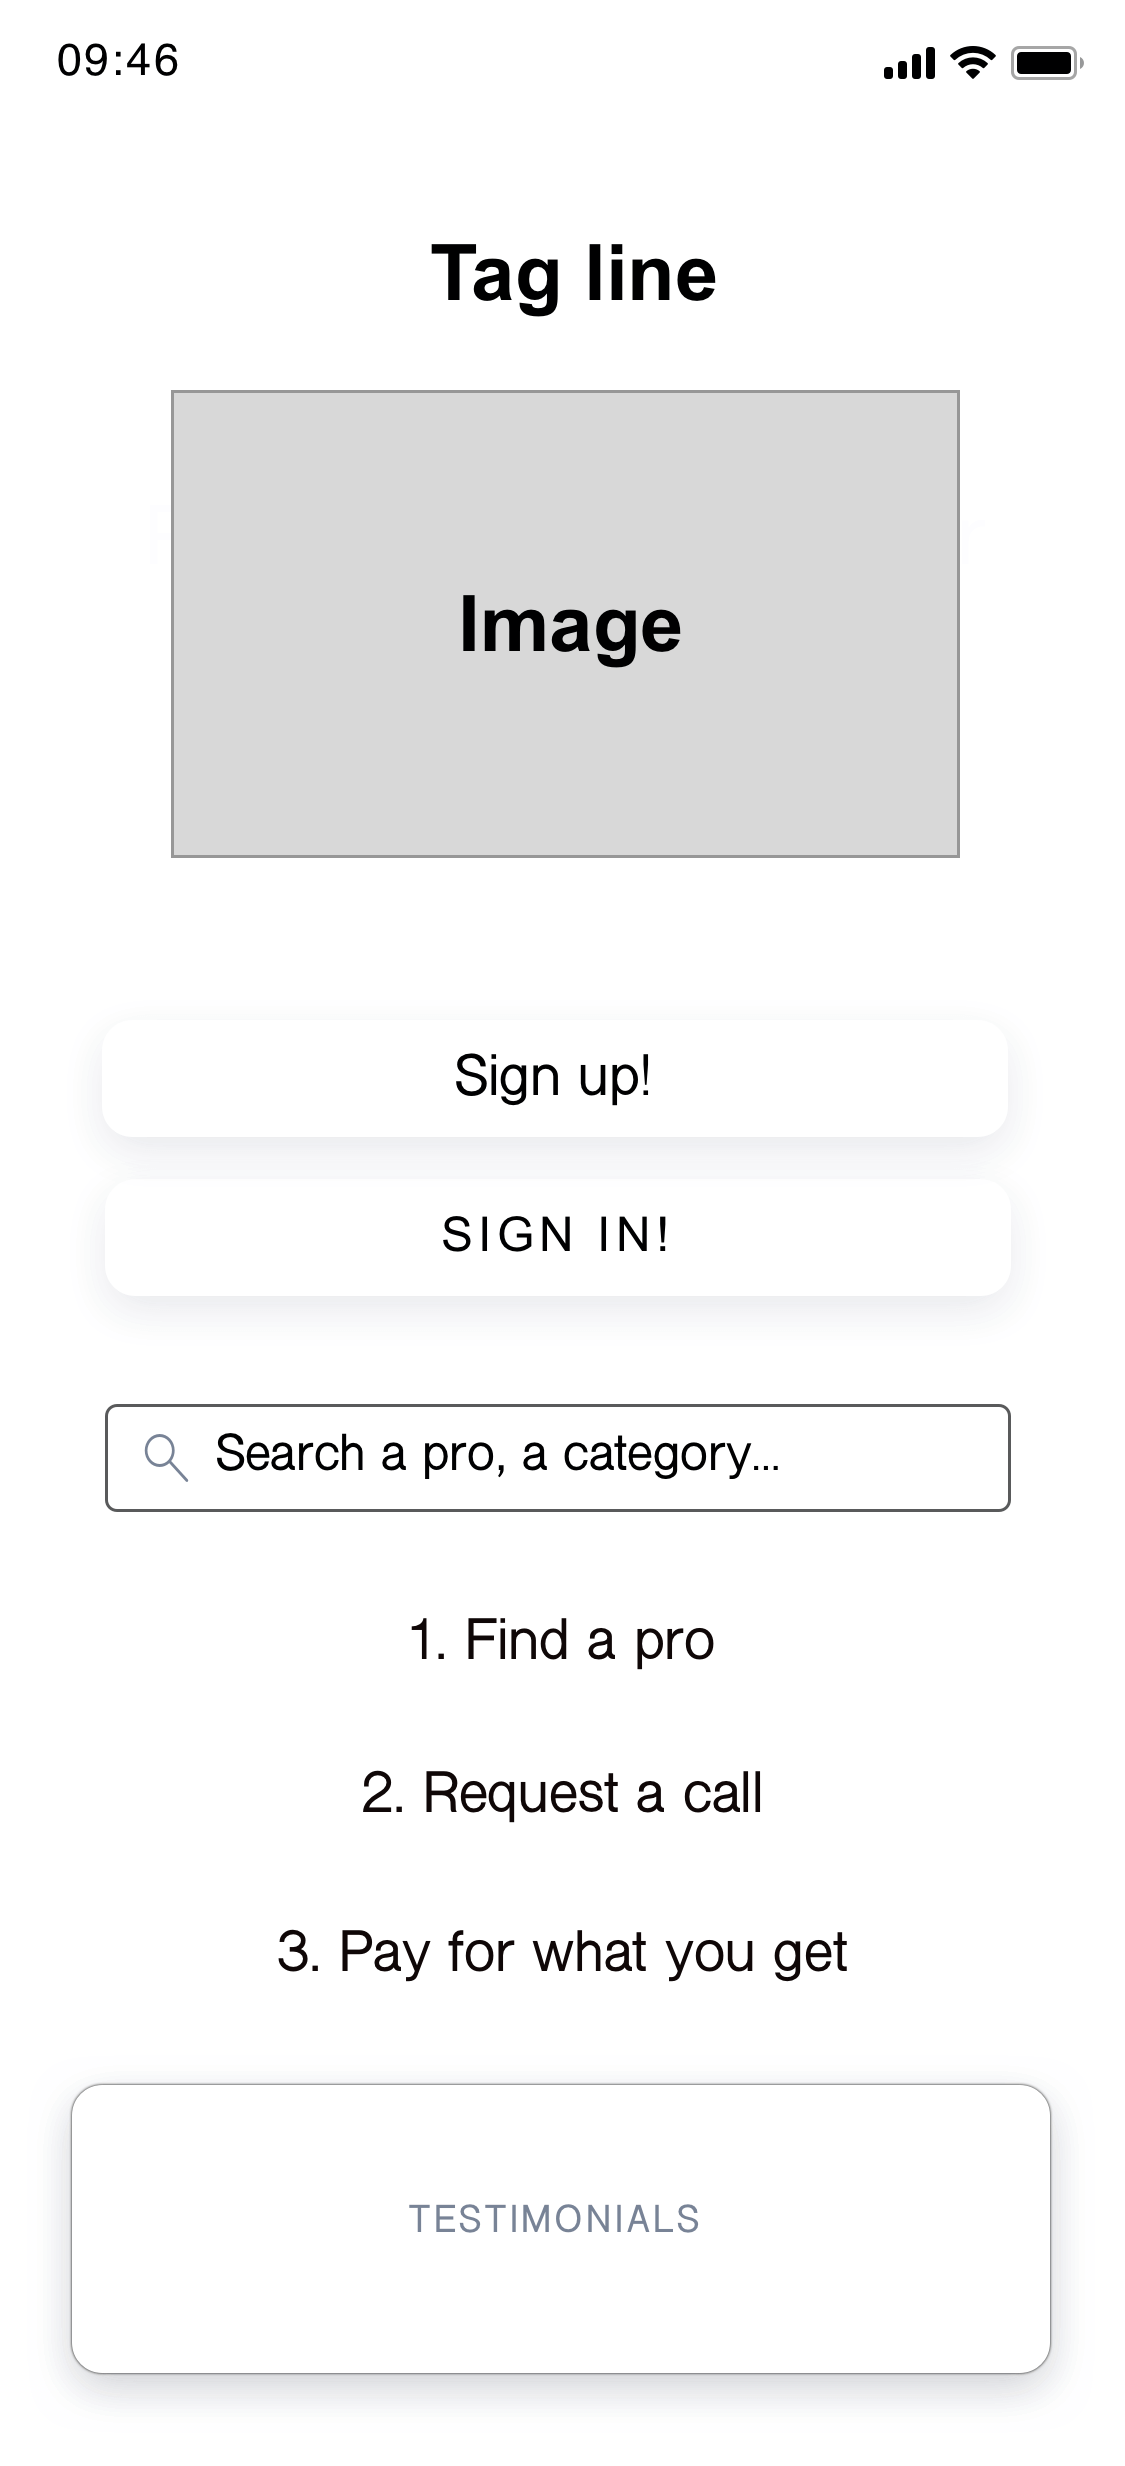 09:46
Tag line
Image
Sign up!
SIGN IN!
Search a pro, a category...
1. Find a pro
2. Request a call
3. Pay for what you get
TESTIMONIALS